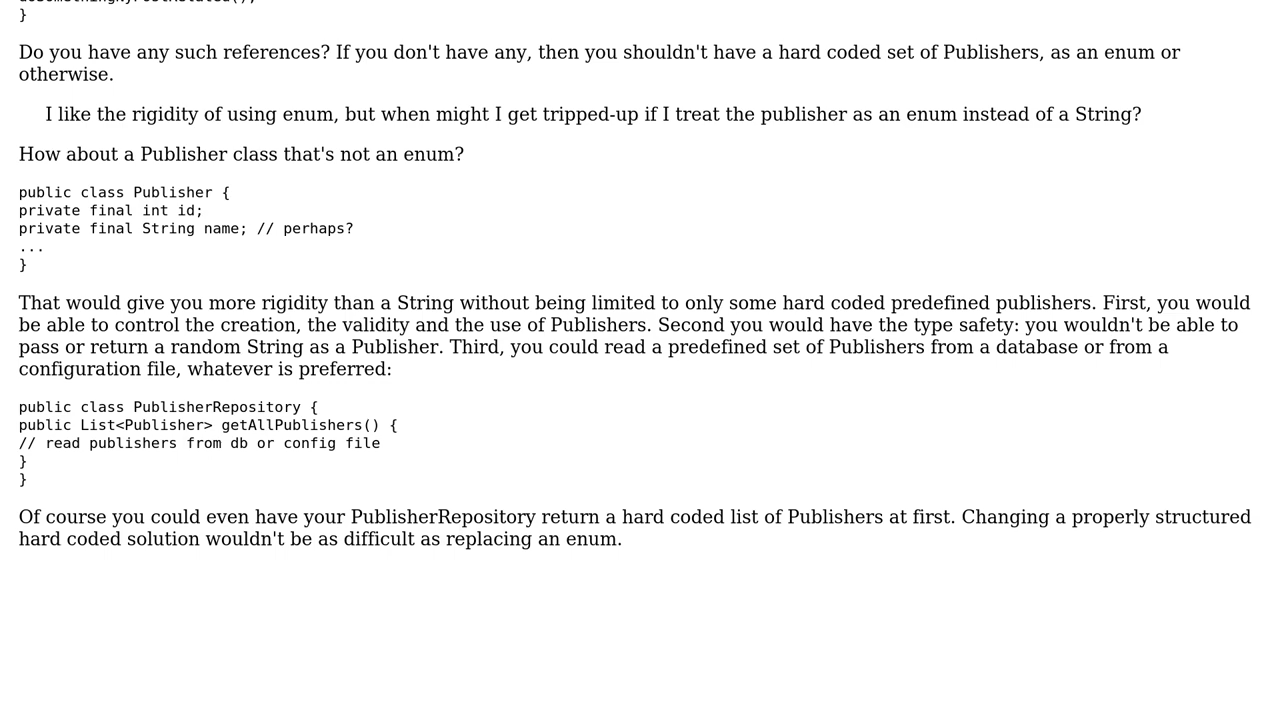 }
Do you have any such references? If you don't have any, then you shouldn't have a hard coded set of Publishers, as an enum or
otherwise.
I like the rigidity of using enum, but when might I get tripped-up if I treat the publisher as an enum instead of a String?
How about a Publisher class that's not an enum?
public class Publisher {
private final int id;
private final String name; // perhaps?
...
}
That would give you more rigidity than a String without being limited to only some hard coded predefined publishers. First, you would
be able to control the creation, the validity and the use of Publishers. Second you would have the type safety: you wouldn't be able to
pass or return a random String as a Publisher. Third, you could read a predefined set of Publishers from a database or from a
configuration file, whatever is preferred:
public class PublisherRepository {
public List<Publisher> getAllPublishers() {
// read publishers from db or config file
}
}
Of course you could even have your PublisherRepository return a hard coded list of Publishers at first. Changing a properly structured
hard coded solution wouldn't be as difficult as replacing an enum.